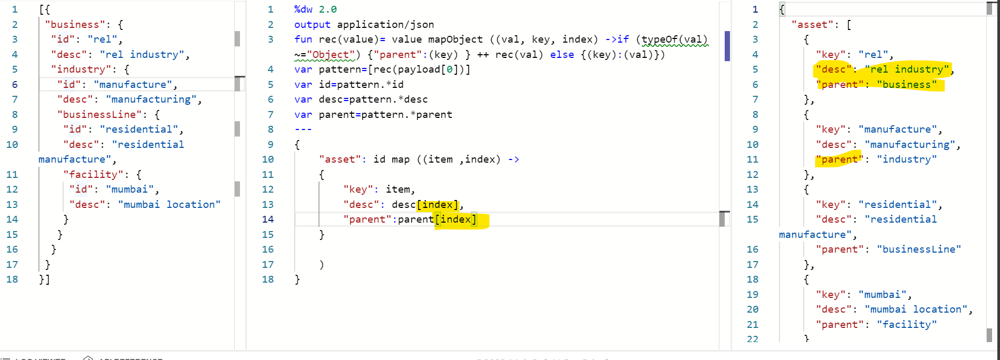 1 [{
2 "business": {
3 "id": "rel",
4 "desc": "rel industry",
5 "industry": {
6 "id": "manufacture",
7 "desc": "manufacturing",
8 "businessLine": {
9 "id": "residential",
10 "desc": "residential
manufacture",
11 "facility": {
12 "id": "mumbai",
13 "desc": "mumbai location"
14 }
15 }
16 }
17 }
18 }]
1 %dw 2.0
2 output application/json
3 fun rec(value)= value mapObject ((val, key, index) ->if (typeOf(val)
~="Object") {"parent":(key) } ++ rec(val) else {(key):(val)})
4 var pattern=[rec(payload[0])]
5 var id=pattern.*id
6 var desc=pattern.*desc
7 var parent=pattern.*parent
8 ---
9 {
10 "asset": id map ((item ,index) ->
11 {
12 "key": item,
13 "desc": desc[index],
14 "parent":parent[index]
15 }
16
17 )
18 }
1 {
2 "asset": [
3 {
4 "key": "rel",
5 "desc": "rel industry",
6 "parent": "business"
7 },
8 {
9 "key": "manufacture",
10 "desc": "manufacturing",
11 "parent": "industry"
12 },
13 {
14 "key": "residential",
15 "desc": "residential
manufacture",
16 "parent": "businessLine"
17 },
18 {
19 "key": "mumbai",
20 "desc": "mumbai location",
21 "parent": "facility"
22 }
LOG VIEWER
API REFERENCE